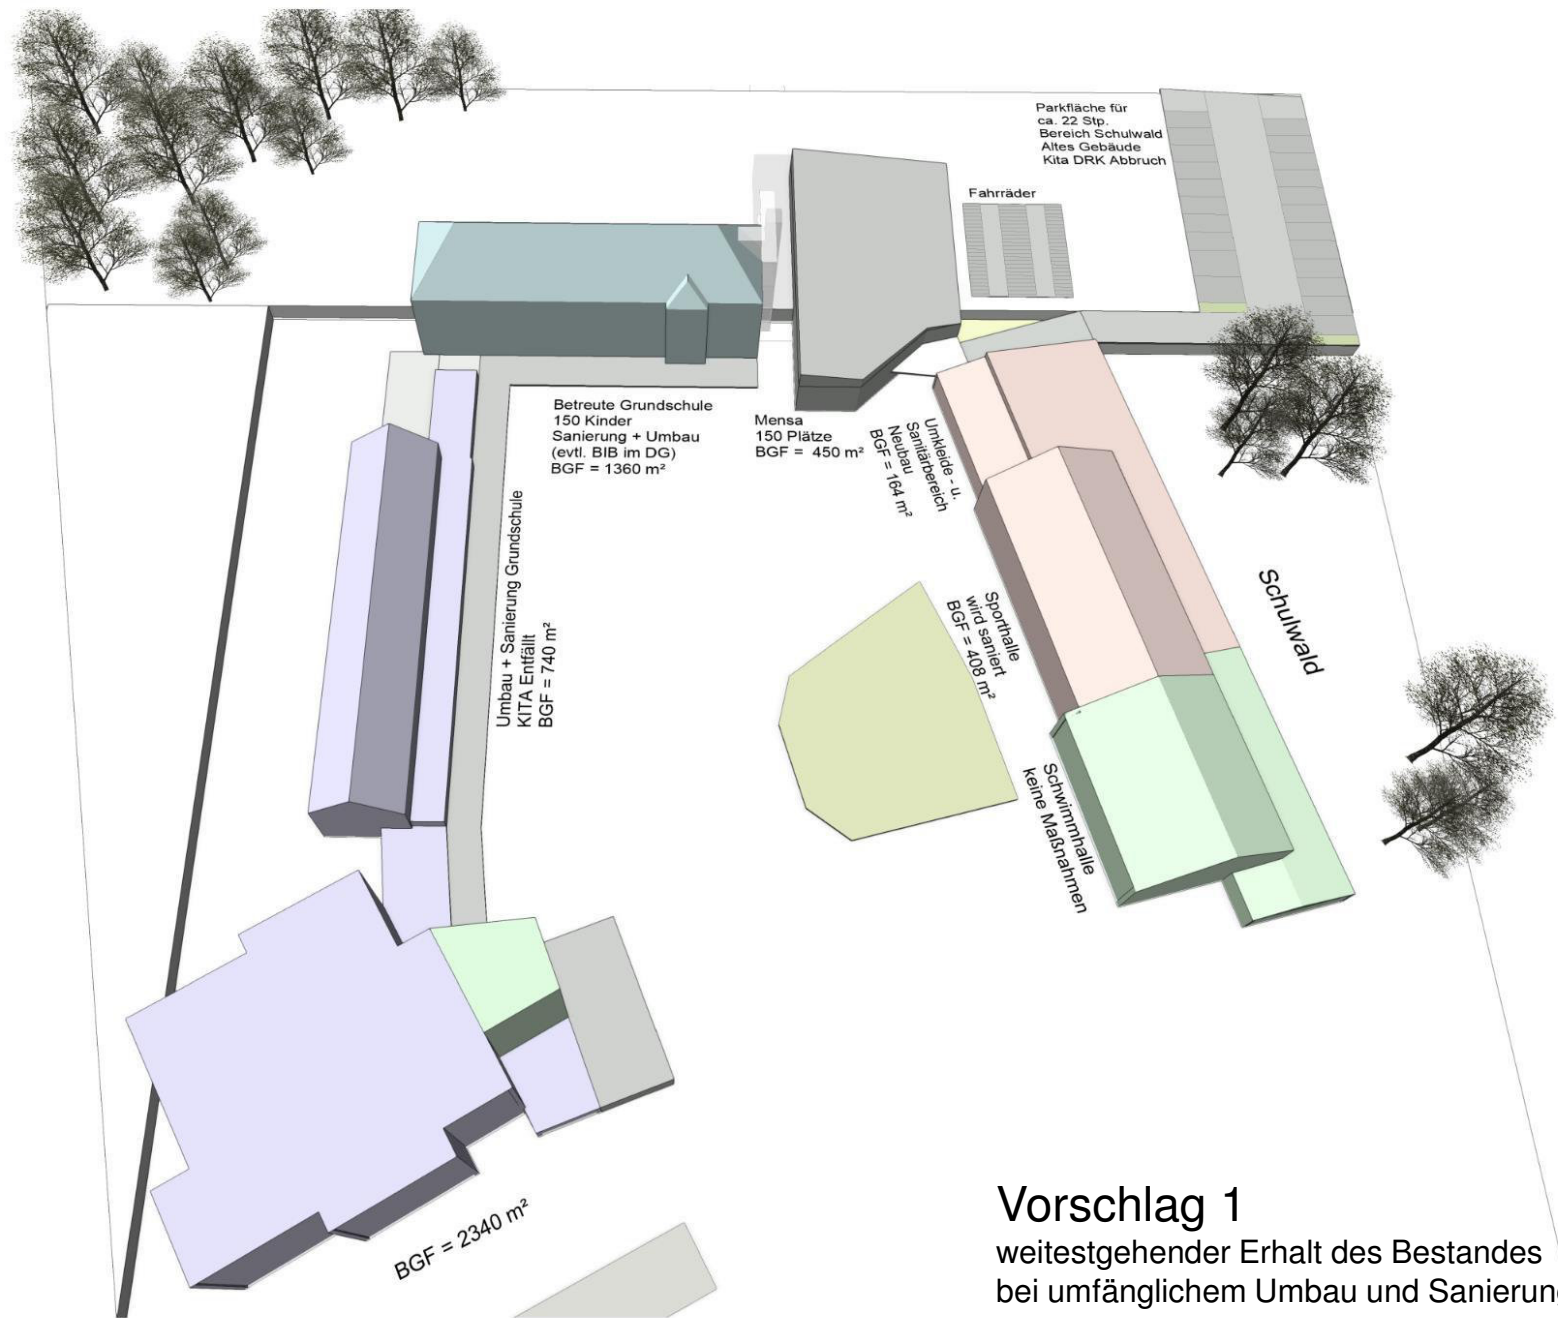 Parkfläche für
ca. 22 Stp.
Bereich Schulwald
Altes Gebäude
Kita DRK Abbruch
Fahrräder
Betreute Grundschule
150 Kinder
Sanierung + Umbau
(evtl. BIB im DG)
BGF = 1360 m²
Mensa
150 Plätze
BGF = 450 m²
Umkleide - u.
Sanitärbereich
Neubau
BGF = 164 m²
Umbau + Sanierung Grundschule
KITA Entfällt
BGF = 740 m²
Sporthalle
wird saniert
BGF = 408 m²
Schulwald
Schwimmhalle
keine Maßnahmen
BGF = 2340 m²
Vorschlag 1
weitestgehender Erhalt des Bestandes
bei umfänglichem Umbau und Sanierung